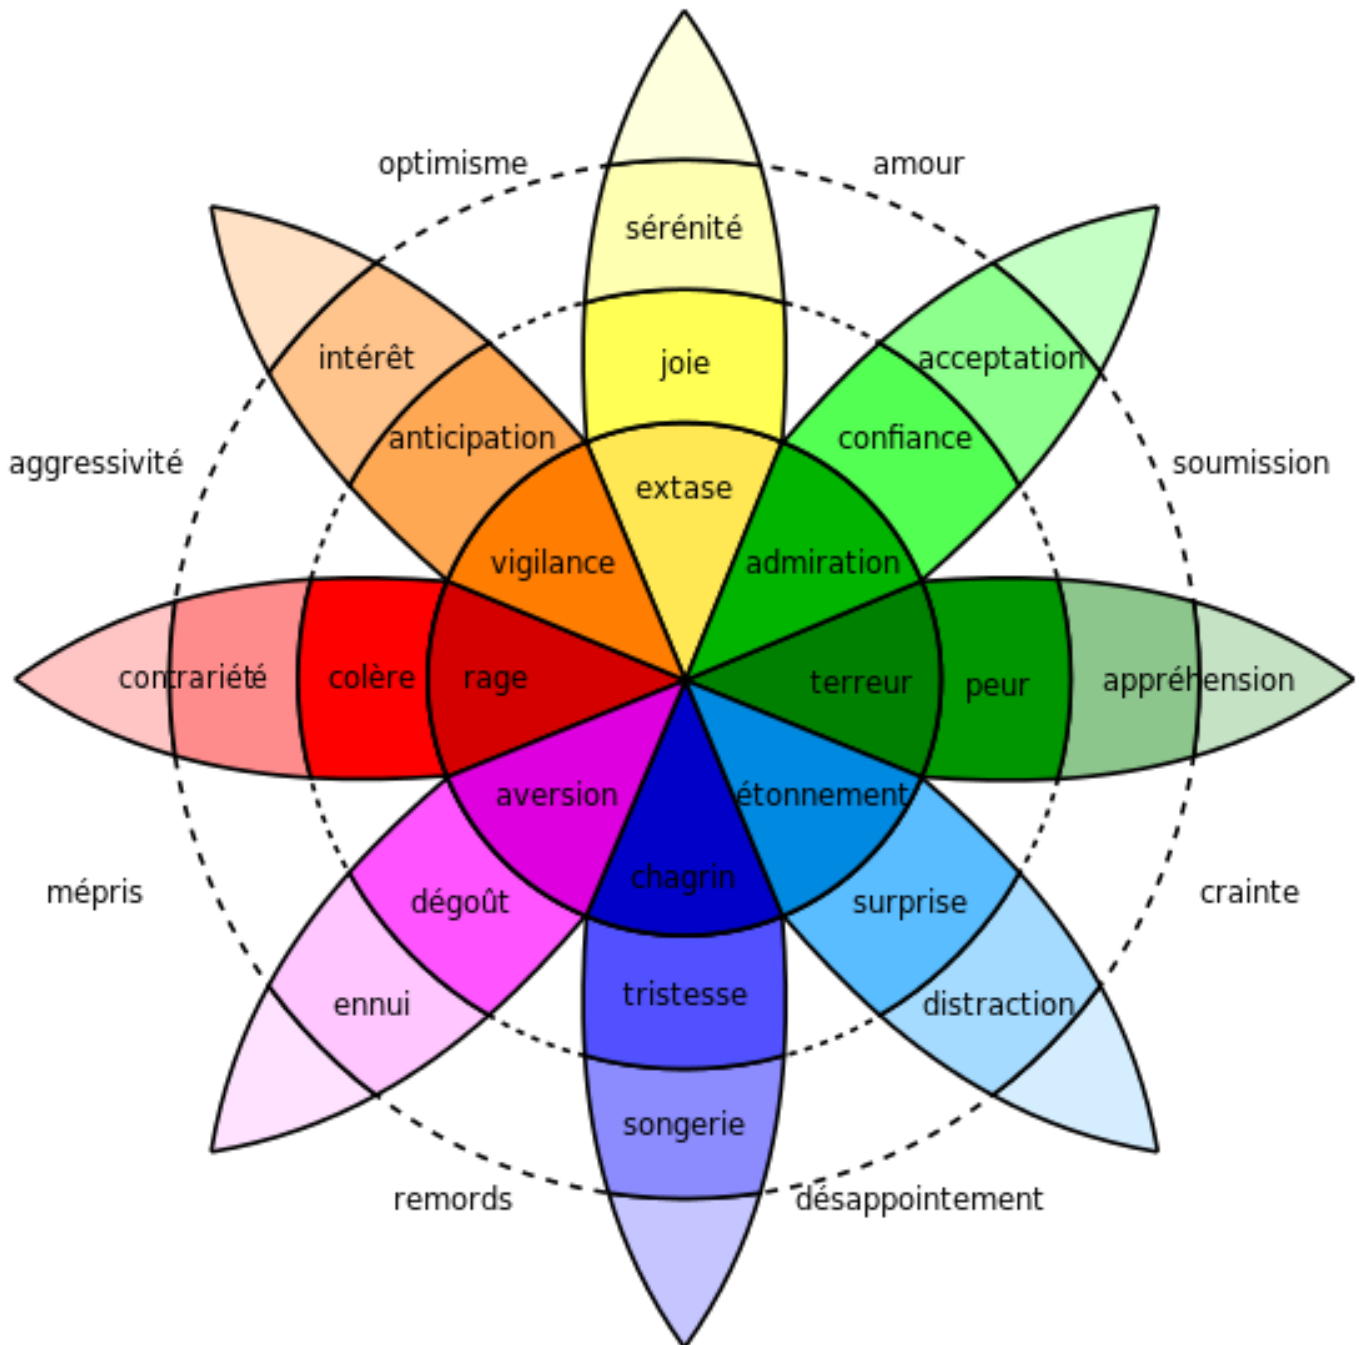 optimisme
amour
sérénité
intérêt
joie
acceptation
anticipation
confiance
aggressivité
soumission
extase
vigilance
admiration
contrariété
colère
rage
terreur
peur
appréhension
aversion
étonnement
mépris
chagrin
crainte
dégoût
surprise
tristesse
ennui
distraction
songerie
remords
désappointement